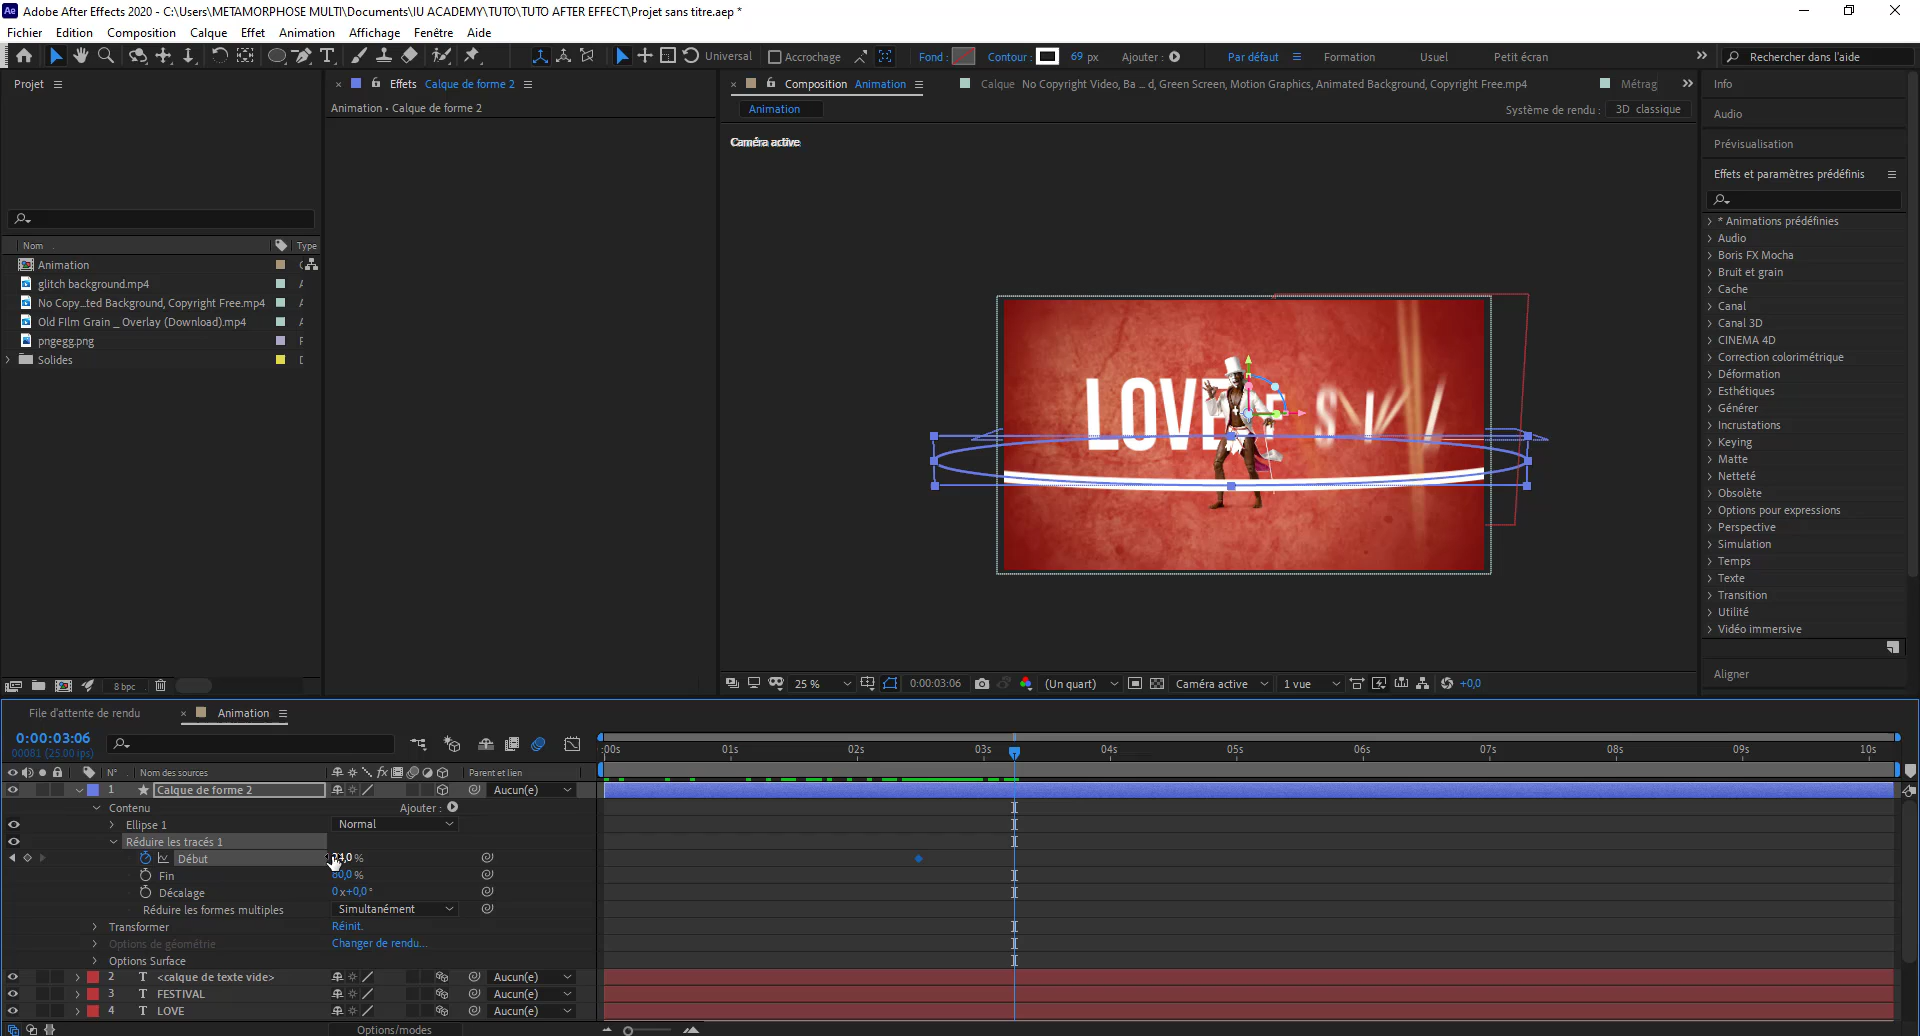 Adobe After Effects 2020 - C:\Users\METAMORPHOSE MULTI\Documents\IU ACADEMY\TUTO\TUTO AFTER EFFECT\Projet sans titre.aep *
Fichier Edition Composition Calque Effet Animation Affichage Fenêtre Aide
Universal Accrochage Fond : Contour : 69 px Ajouter : Par défaut Formation Usuel Petit écran Rechercher dans l'aide
Projet
Effets Calque de forme 2
Animation • Calque de forme 2
Composition Animation
Calque No Copyright Video, Ba ... d, Green Screen, Motion Graphics, Animated Background, Copyright Free.mp4
Métrag
Animation
Système de rendu : 3D classique
Caméra active
LOVE
Nom Type
Animation
glitch background.mp4
No Copy...ted Background, Copyright Free.mp4
Old FIlm Grain _ Overlay (Download).mp4
pngegg.png
Solides
8 bpc
25 % 0:00:03:06 (Un quart) Caméra active 1 vue +0,0
Info
Audio
Prévisualisation
Effets et paramètres prédéfinis
* Animations prédéfinies
Audio
Boris FX Mocha
Bruit et grain
Cache
Canal
Canal 3D
CINEMA 4D
Correction colorimétrique
Déformation
Esthétiques
Générer
Incrustations
Keying
Matte
Netteté
Obsolète
Options pour expressions
Perspective
Simulation
Temps
Texte
Transition
Utilité
Vidéo immersive
Aligner
File d'attente de rendu Animation
0:00:03:06
00081 (25.00 ips)
:00s 01s 02s 03s 04s 05s 06s 07s 08s 09s 10s
N° Nom des sources Parent et lien
1 Calque de forme 2 Aucun(e)
Contenu Ajouter :
Ellipse 1 Normal
Réduire les tracés 1
Début
Fin 80,0 %
Décalage 0 x+0,0 °
Réduire les formes multiples Simultanément
Transformer Réinit.
Options de géométrie Changer de rendu...
Options Surface
2 T <calque de texte vide> Aucun(e)
3 T FESTIVAL Aucun(e)
4 T LOVE Aucun(e)
Options/modes